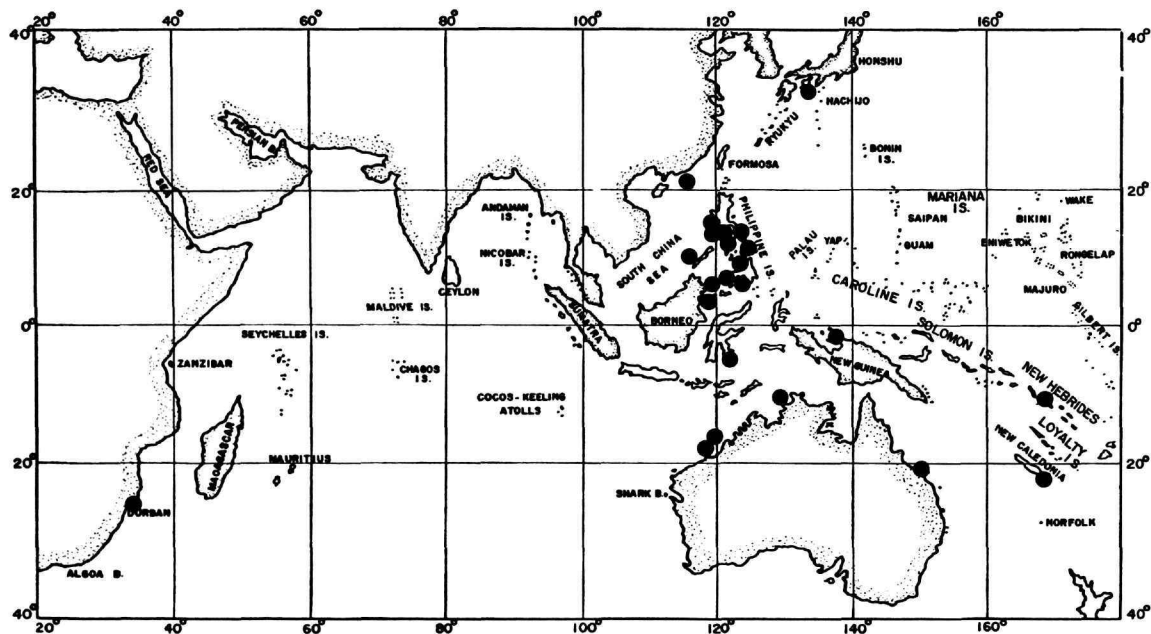 20° 40° 60° 80° 100° 120° 140° 160°
40° 40°
HONSHU
HACHIJO
RYUKYU
PERSIAN G.
RED SEA
FORMOSA
BONIN
IS.
20° 20°
MARIANA
IS.
WAKE
ANDAMAN
IS.
PHILIPPINE IS.
SAIPAN
BIKINI
GUAM
ENIWETOK
RONGELAP
SOUTH CHINA
SEA
PALAU
IS.
YAP
NICOBAR
IS.
CEYLON
MAJURO
MALDIVE IS.
CAROLINE IS.
GILBERT IS.
SUMATRA
BORNEO
0° 0°
SEYCHELLES IS.
SOLOMON IS.
ZANZIBAR
CHAGOS
IS.
NEW GUINEA
COCOS-KEELING
ATOLLS
NEW HEBRIDES
MADAGASCAR
MAURITIUS
LOYALTY
IS.
NEW CALEDONIA
20° 20°
SHARK B.
DURBAN
NORFOLK
ALGOA B.
40° 40°
20° 40° 60° 80° 100° 120° 140° 160°